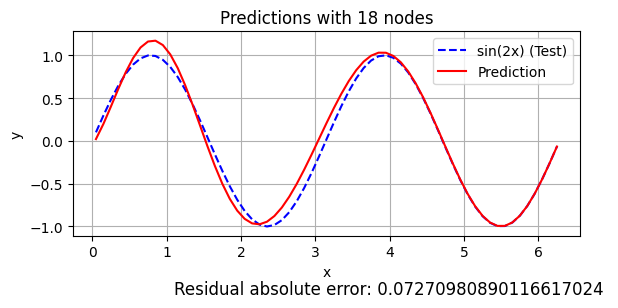 Predictions with 18 nodes
sin(2x) (Test)
Prediction
y
1.0
0.5
0.0
−0.5
−1.0
0 1 2 3 4 5 6
x
Residual absolute error: 0.07270980890116617024